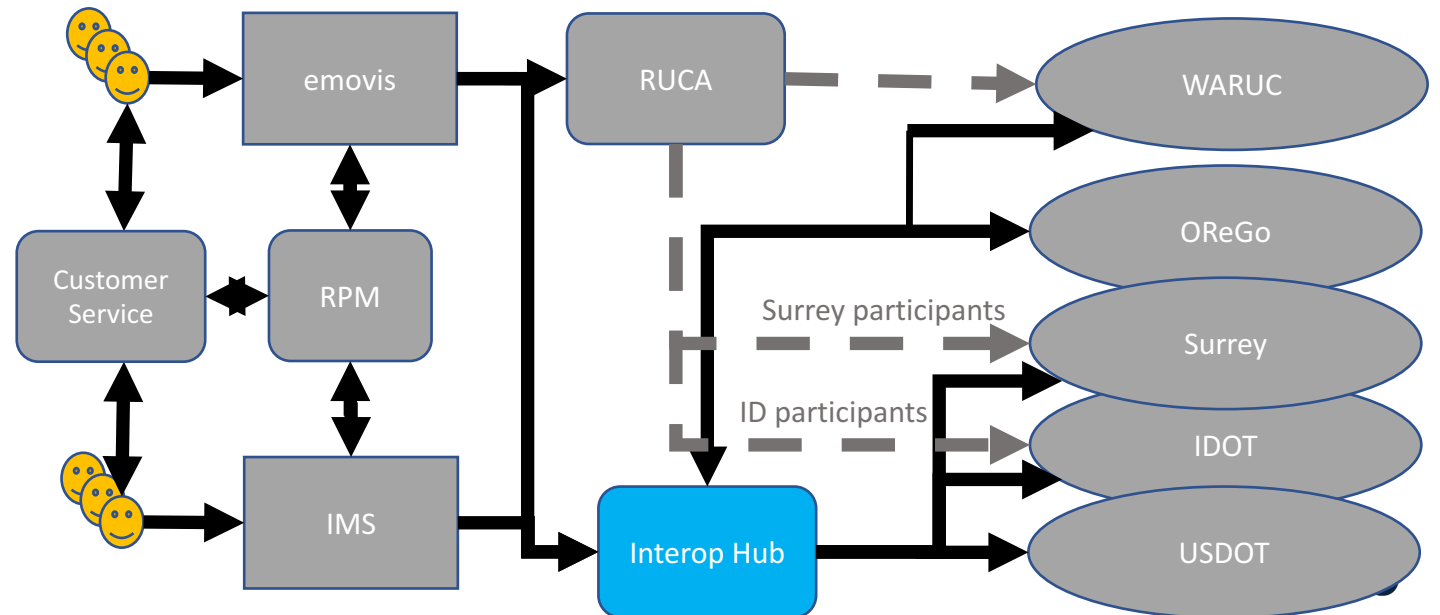 emovis
RUCA
WARUC
OReGo
Customer
Service
RPM
Surrey participants
Surrey
ID participants
IDOT
IMS
Interop Hub
USDOT